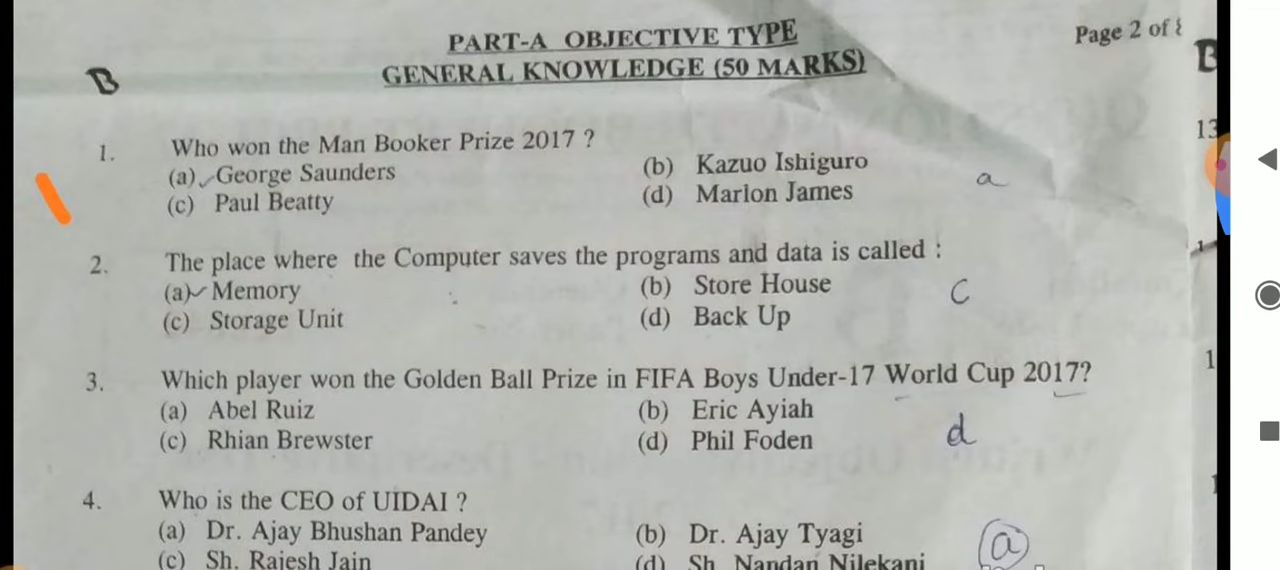 PART-A OBJECTIVE TYPE
Page 2 of
GENERAL KNOWLEDGE (50 MARKS)
B
B
13
1. Who won the Man Booker Prize 2017 ?
(a) George Saunders (b) Kazuo Ishiguro
(c) Paul Beatty (d) Marlon James
a
2. The place where the Computer saves the programs and data is called :
(a) Memory (b) Store House
(c) Storage Unit (d) Back Up
c
3. Which player won the Golden Ball Prize in FIFA Boys Under-17 World Cup 2017?
(a) Abel Ruiz (b) Eric Ayiah
(c) Rhian Brewster (d) Phil Foden
d
4. Who is the CEO of UIDAI ?
(a) Dr. Ajay Bhushan Pandey (b) Dr. Ajay Tyagi
(c) Sh. Rajesh Jain (d) Sh. Nandan Nilekani
a